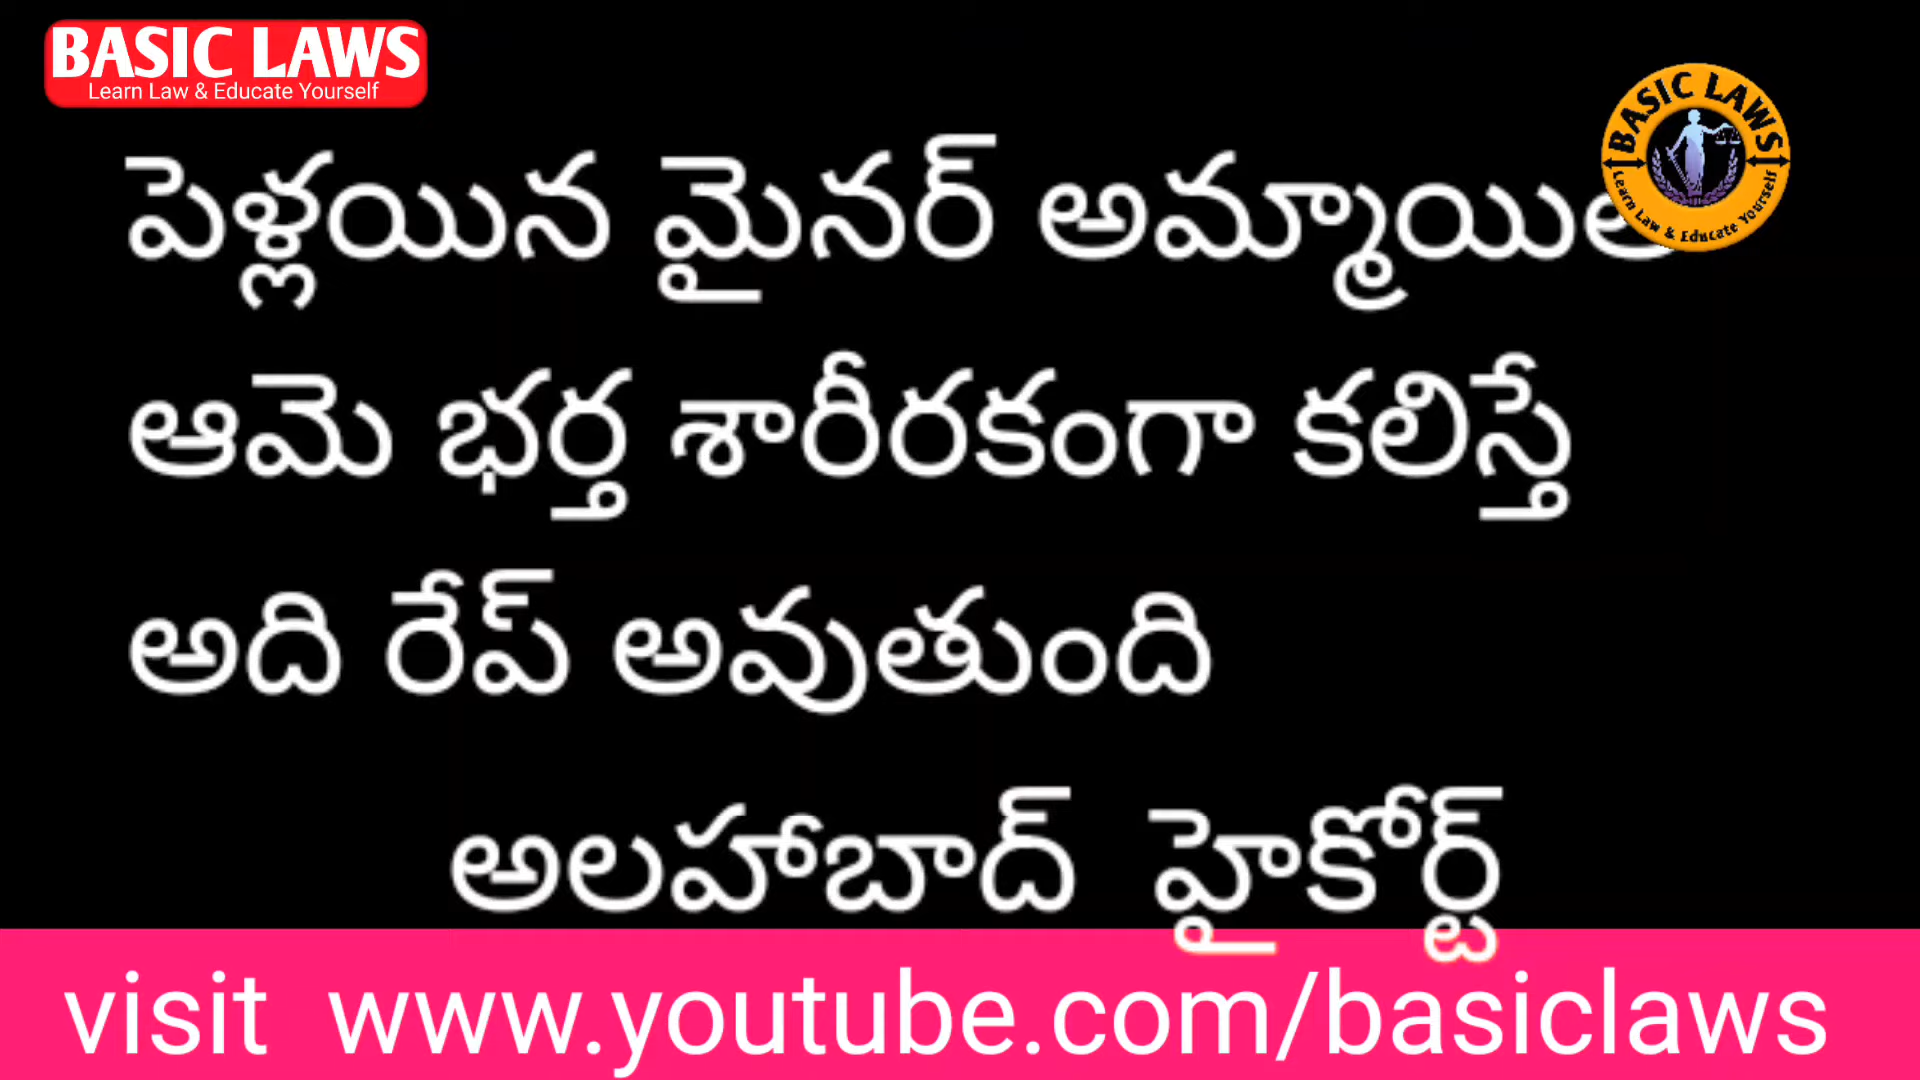 BASIC LAWS
Learn Law & Educate Yourself
BASIC LAWS
Learn Law & Educate Yourself
పెళ్లయిన మైనర్ 
ఆమె భర్త శారీరకంగా కలిస్తే
అది రేప్ అవుతుంది
అలహాబాద్ హైకోర్ట్
visit www.youtube.com/basiclaws